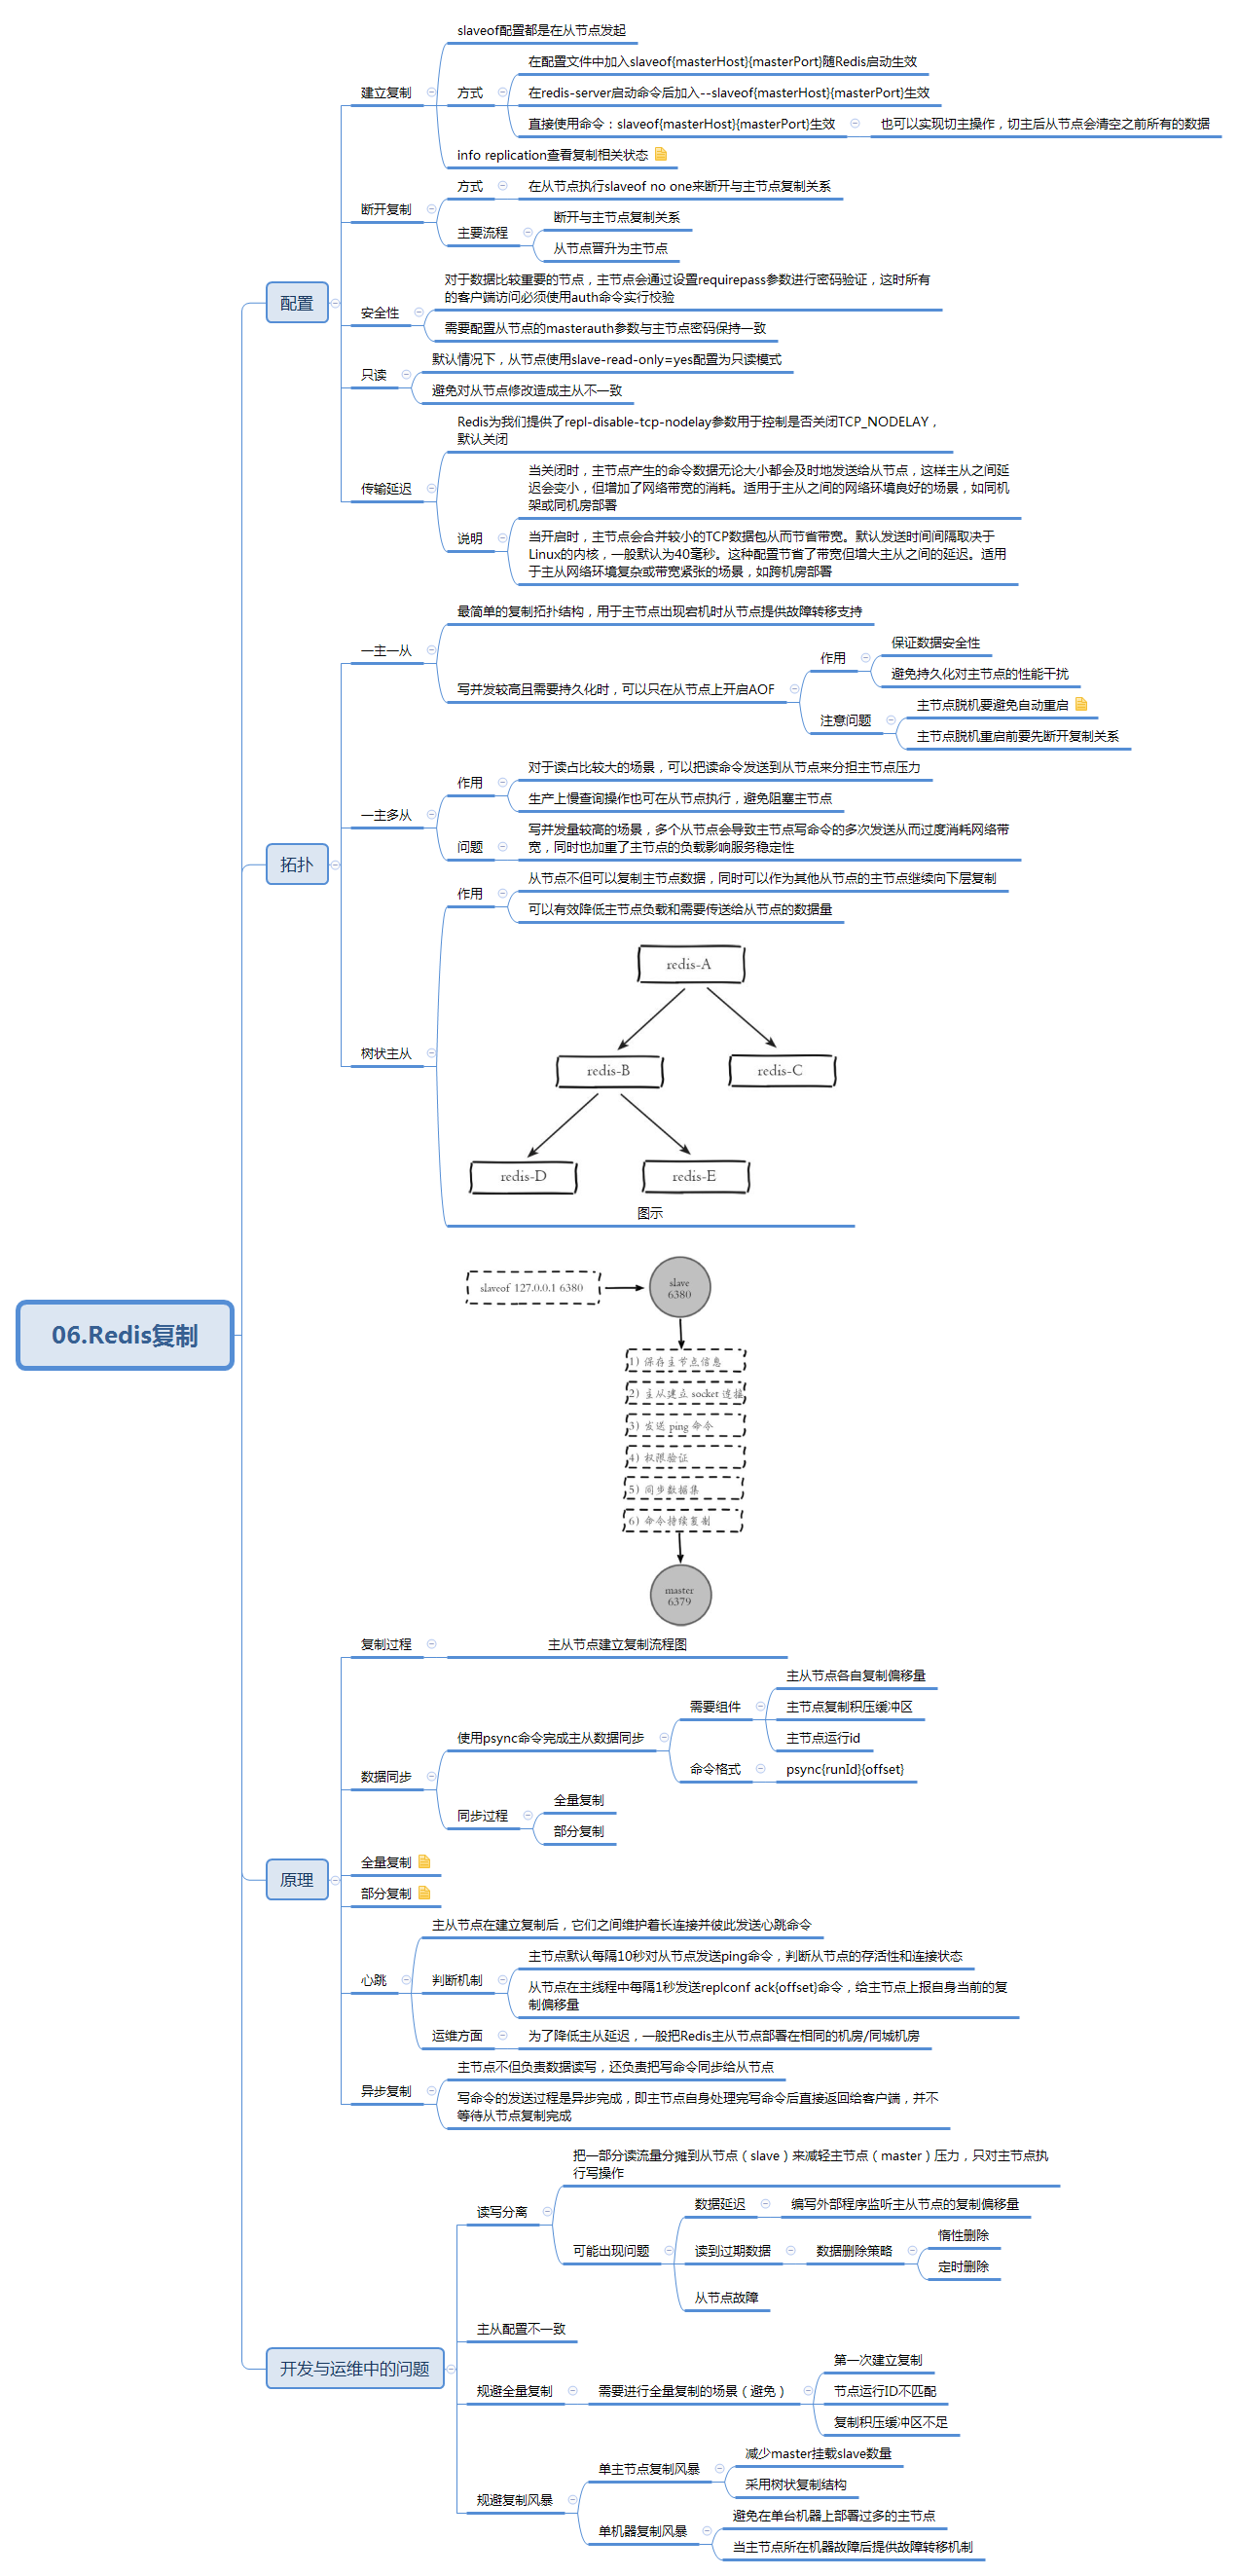 06.Redis复制
配置
建立复制
slaveof配置都是在从节点发起
方式
在配置文件中加入slaveof{masterHost}{masterPort}随Redis启动生效
在redis-server启动命令后加入--slaveof{masterHost}{masterPort}生效
直接使用命令：slaveof{masterHost}{masterPort}生效
也可以实现切主操作，切主后从节点会清空之前所有的数据
info replication查看复制相关状态
断开复制
方式
在从节点执行slaveof no one来断开与主节点复制关系
主要流程
断开与主节点复制关系
从节点晋升为主节点
安全性
对于数据比较重要的节点，主节点会通过设置requirepass参数进行密码验证，这时所有
的客户端访问必须使用auth命令实行校验
需要配置从节点的masterauth参数与主节点密码保持一致
只读
默认情况下，从节点使用slave-read-only=yes配置为只读模式
避免对从节点修改造成主从不一致
传输延迟
Redis为我们提供了repl-disable-tcp-nodelay参数用于控制是否关闭TCP_NODELAY，
默认关闭
说明
当关闭时，主节点产生的命令数据无论大小都会及时地发送给从节点，这样主从之间延
迟会变小，但增加了网络带宽的消耗。适用于主从之间的网络环境良好的场景，如同机
架或同机房部署
当开启时，主节点会合并较小的TCP数据包从而节省带宽。默认发送时间间隔取决于
Linux的内核，一般默认为40毫秒。这种配置节省了带宽但增大主从之间的延迟。适用
于主从网络环境复杂或带宽紧张的场景，如跨机房部署
拓扑
一主一从
最简单的复制拓扑结构，用于主节点出现宕机时从节点提供故障转移支持
写并发较高且需要持久化时，可以只在从节点上开启AOF
作用
保证数据安全性
避免持久化对主节点的性能干扰
注意问题
主节点脱机要避免自动重启
主节点脱机重启前要先断开复制关系
一主多从
作用
对于读占比较大的场景，可以把读命令发送到从节点来分担主节点压力
生产上慢查询操作也可在从节点执行，避免阻塞主节点
问题
写并发量较高的场景，多个从节点会导致主节点写命令的多次发送从而过度消耗网络带
宽，同时也加重了主节点的负载影响服务稳定性
树状主从
作用
从节点不但可以复制主节点数据，同时可以作为其他从节点的主节点继续向下层复制
可以有效降低主节点负载和需要传送给从节点的数据量
redis-A
redis-B
redis-C
redis-D
redis-E
图示
原理
复制过程
slaveof 127.0.0.1 6380
slave
6380
1) 保存主节点信息
2) 主从建立 socket 连接
3) 发送 ping 命令
4) 权限验证
5) 同步数据集
6) 命令持续复制
master
6379
主从节点建立复制流程图
数据同步
使用psync命令完成主从数据同步
需要组件
主从节点各自复制偏移量
主节点复制积压缓冲区
主节点运行id
命令格式
psync{runId}{offset}
同步过程
全量复制
部分复制
全量复制
部分复制
心跳
主从节点在建立复制后，它们之间维护着长连接并彼此发送心跳命令
判断机制
主节点默认每隔10秒对从节点发送ping命令，判断从节点的存活性和连接状态
从节点在主线程中每隔1秒发送replconf ack{offset}命令，给主节点上报自身当前的复
制偏移量
运维方面
为了降低主从延迟，一般把Redis主从节点部署在相同的机房/同城机房
异步复制
主节点不但负责数据读写，还负责把写命令同步给从节点
写命令的发送过程是异步完成，即主节点自身处理完写命令后直接返回给客户端，并不
等待从节点复制完成
开发与运维中的问题
读写分离
把一部分读流量分摊到从节点（slave）来减轻主节点（master）压力，只对主节点执
行写操作
可能出现问题
数据延迟
编写外部程序监听主从节点的复制偏移量
读到过期数据
数据删除策略
惰性删除
定时删除
从节点故障
主从配置不一致
规避全量复制
需要进行全量复制的场景（避免）
第一次建立复制
节点运行ID不匹配
复制积压缓冲区不足
规避复制风暴
单主节点复制风暴
减少master挂载slave数量
采用树状复制结构
单机器复制风暴
避免在单台机器上部署过多的主节点
当主节点所在机器故障后提供故障转移机制